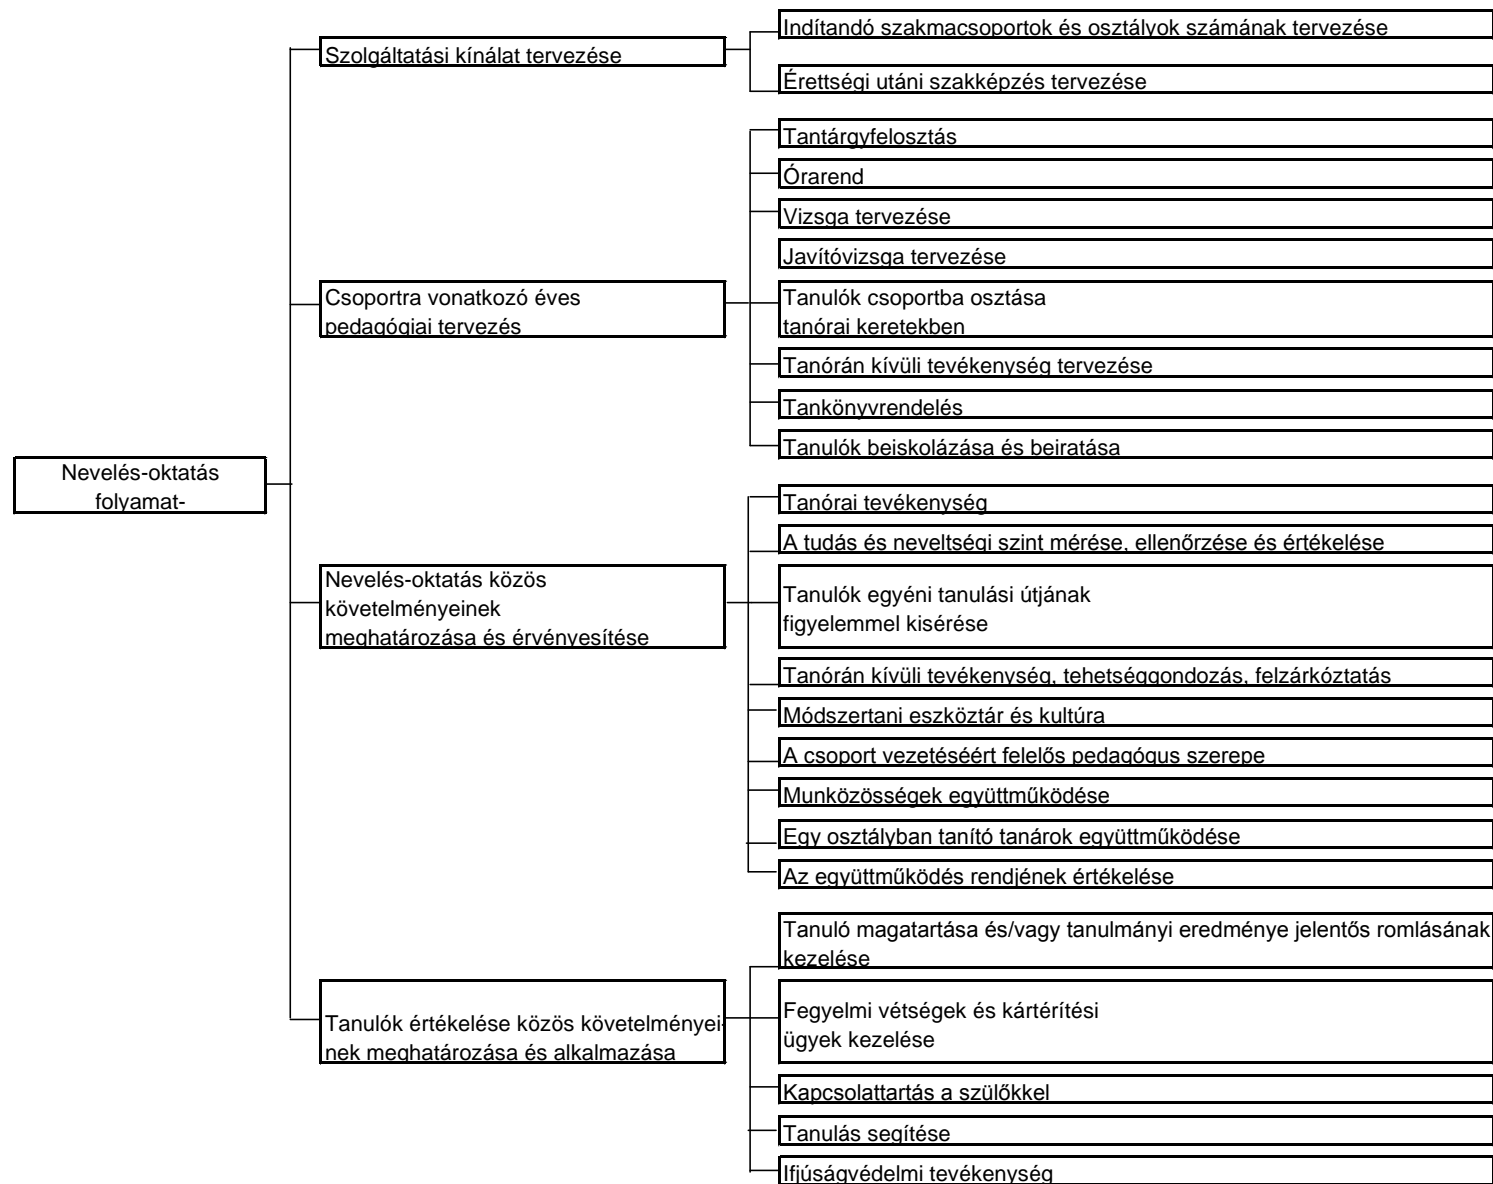 Indítandó szakmacsoportok és osztályok számának tervezése
Szolgáltatási kínálat tervezése
Érettségi utáni szakképzés tervezése
Tantárgyfelosztás
Órarend
Vizsga tervezése
Javítóvizsga tervezése
Csoportra vonatkozó éves
pedagógiai tervezés
Tanulók csoportba osztása
tanórai keretekben
Tanórán kívüli tevékenység tervezése
Tankönyvrendelés
Tanulók beiskolázása és beiratása
Nevelés-oktatás
folyamat-
Tanórai tevékenység
A tudás és neveltségi szint mérése, ellenőrzése és értékelése
Nevelés-oktatás közös
követelményeinek
meghatározása és érvényesítése
Tanulók egyéni tanulási útjának
figyelemmel kisérése
Tanórán kívüli tevékenység, tehetséggondozás, felzárkóztatás
Módszertani eszköztár és kultúra
A csoport vezetéséért felelős pedagógus szerepe
Munközösségek együttműködése
Egy osztályban tanító tanárok együttműködése
Az együttműködés rendjének értékelése
Tanuló magatartása és/vagy tanulmányi eredménye jelentős romlásának
kezelése
Tanulók értékelése közös követelményei-
nek meghatározása és alkalmazása
Fegyelmi vétségek és kártérítési
ügyek kezelése
Kapcsolattartás a szülőkkel
Tanulás segítése
Ifjúságvédelmi tevékenység